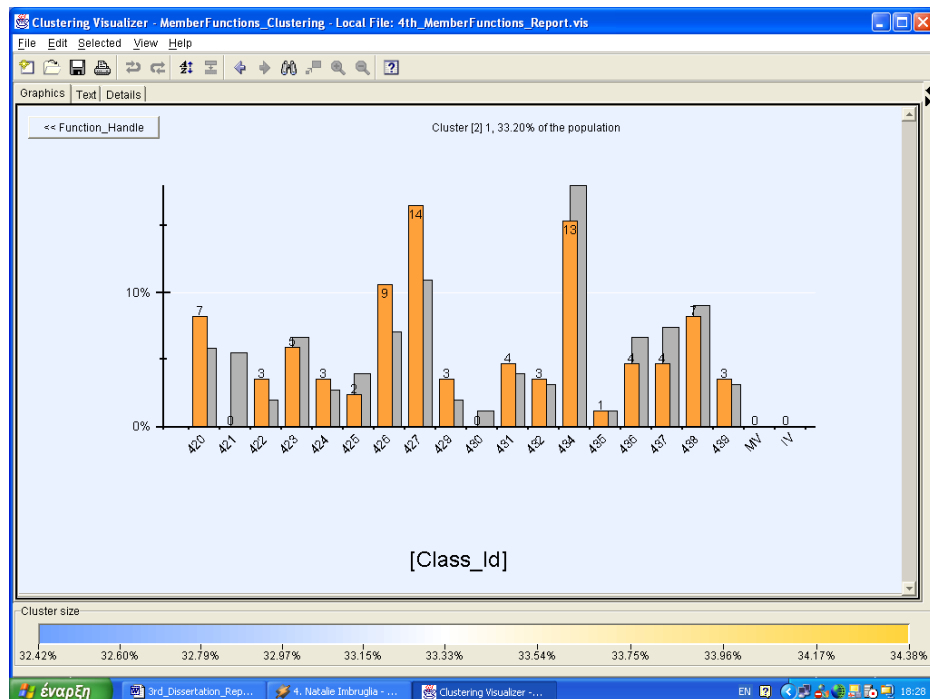 Clustering Visualizer - MemberFunctions_Clustering - Local File: 4th_MemberFunctions_Report.vis
File Edit Selected View Help
Graphics Text Details
<< Function_Handle
Cluster [2] 1, 33.20% of the population
10%
0%
7 0 3 5 3 2 9 14 3 0 4 3 13 1 4 4 7 3 0 0
420 421 422 423 424 425 426 427 429 430 431 432 434 435 436 437 438 439 MV IV
[Class_Id]
Cluster size
32.42% 32.60% 32.79% 32.97% 33.15% 33.33% 33.54% 33.75% 33.96% 34.17% 34.38%
έναρξη 3rd_Dissertation_Rep... 4. Natalie Imbruglia - ... Clustering Visualizer -... EN 18:28